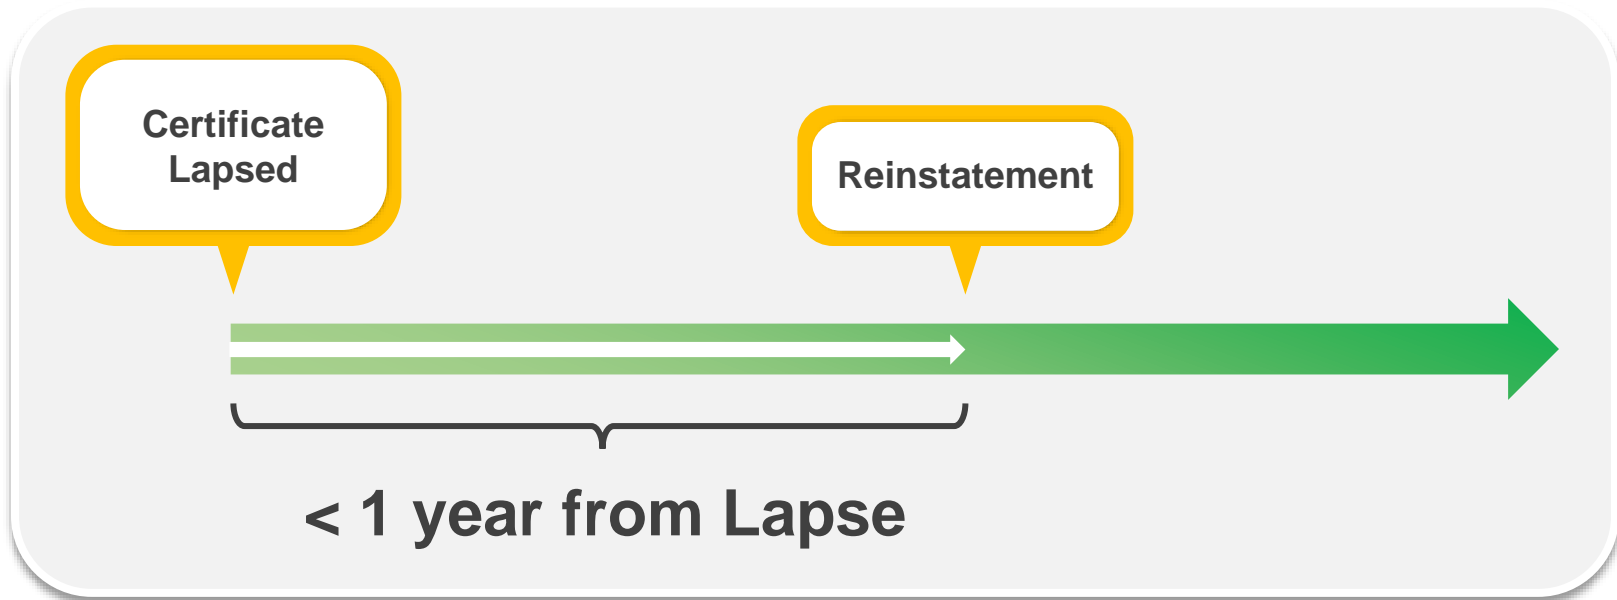 Certificate
Lapsed
Reinstatement
< 1 year from Lapse